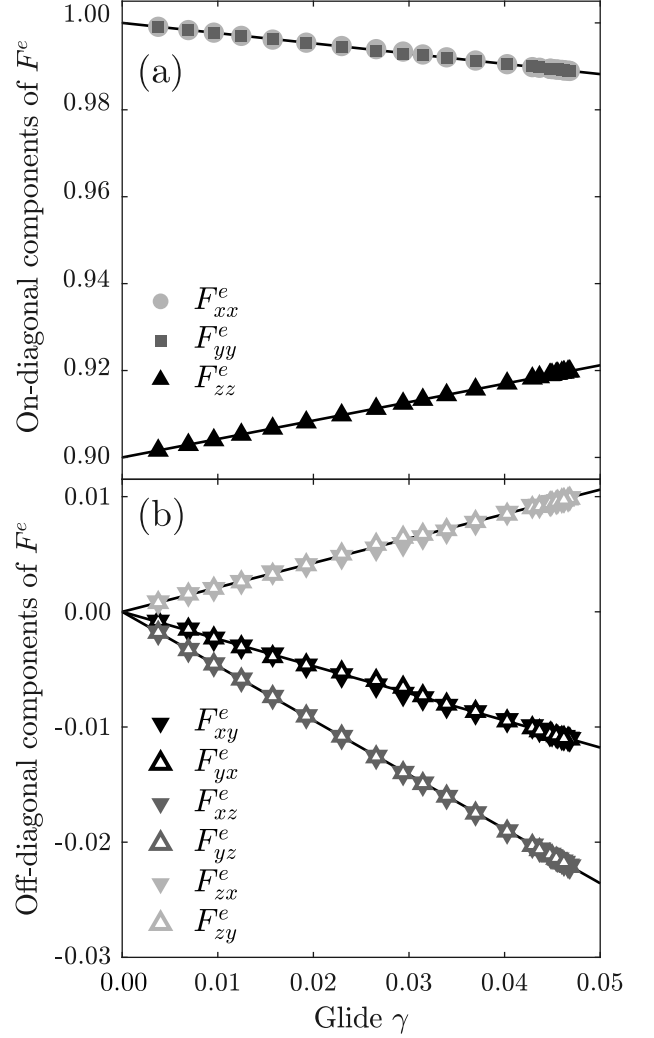 On-diagonal components of F^e
1.00
0.98
0.96
0.94
0.92
0.90
(a)
F^e_xx
F^e_yy
F^e_zz
Off-diagonal components of F^e
0.01
0.00
-0.01
-0.02
-0.03
(b)
F^e_xy
F^e_yx
F^e_xz
F^e_yz
F^e_zx
F^e_zy
0.00 0.01 0.02 0.03 0.04 0.05
Glide γ